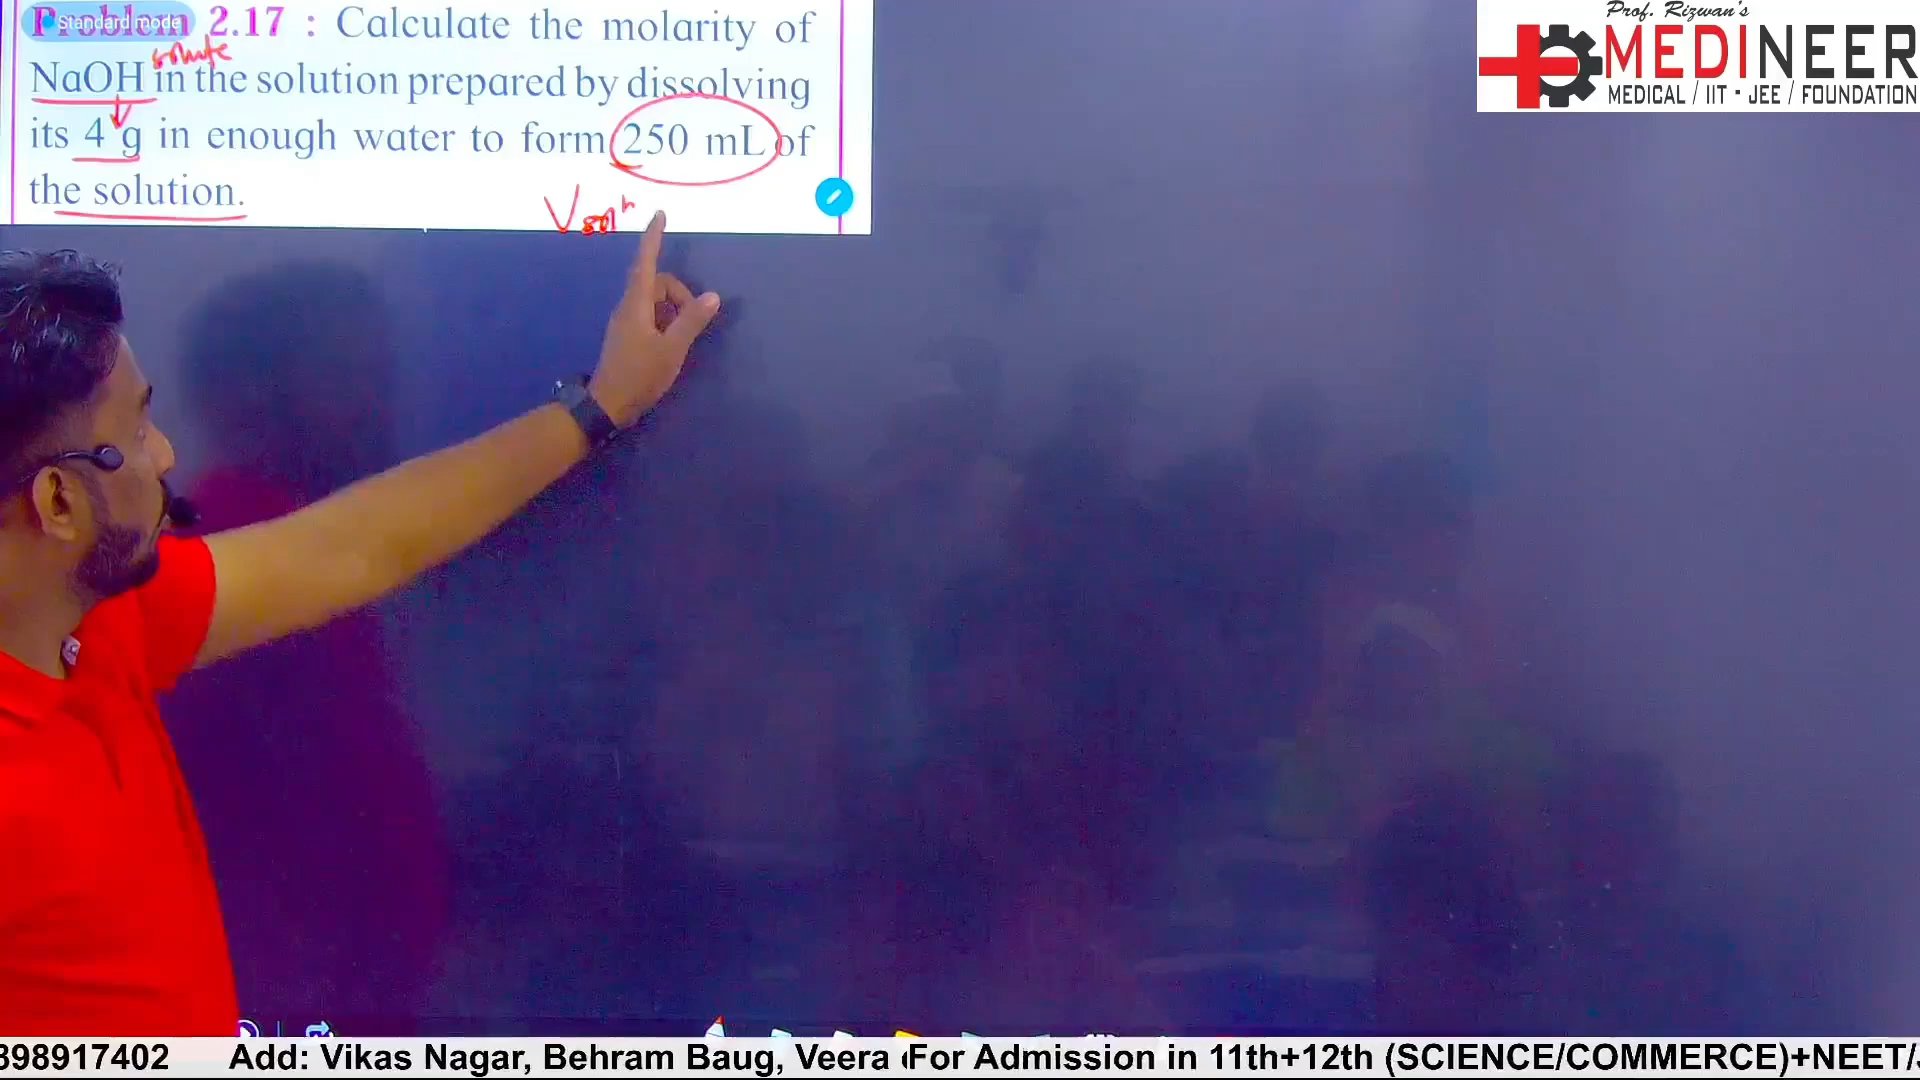 Problem 2.17 : Calculate the molarity of
Standard mode
solute
NaOH in the solution prepared by dissolving
its 4 g in enough water to form 250 mL of
the solution.
Vsolⁿ
Prof. Rizwan's
MEDINEER
MEDICAL / IIT - JEE / FOUNDATION
898917402 Add: Vikas Nagar, Behram Baug, Veera For Admission in 11th+12th (SCIENCE/COMMERCE)+NEET/